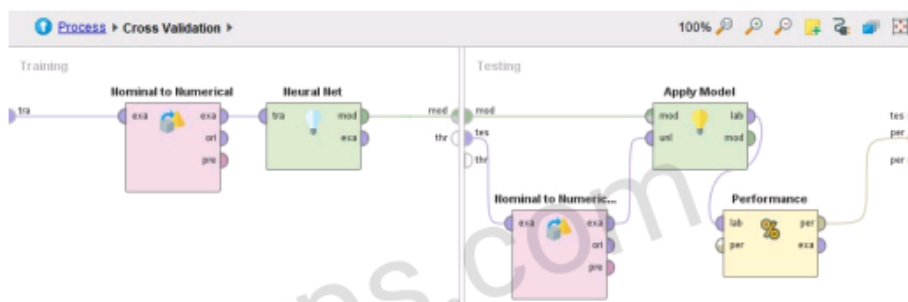 Process ▸ Cross Validation ▸
100%
Training
Testing
Nominal to Numerical
Neural Net
Apply Model
tra
exa
exa
ori
pre
tra
mod
exa
mod
thr
mod
tes
thr
mod
unl
lab
mod
tes
per
per
Nominal to Numeric...
Performance
exa
exa
ori
pre
lab
per
per
exa
ns.com